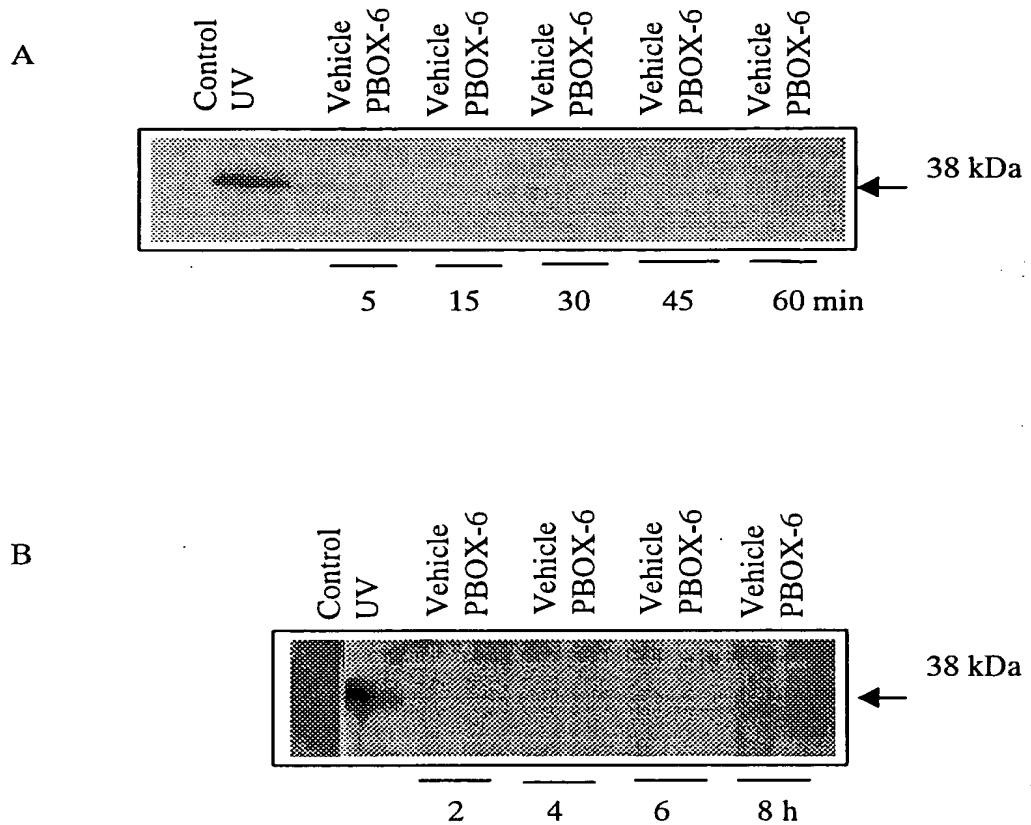 A
Control
UV
Vehicle
PBOX-6
Vehicle
PBOX-6
Vehicle
PBOX-6
Vehicle
PBOX-6
Vehicle
PBOX-6
38 kDa
5 15 30 45 60 min
B
Control
UV
Vehicle
PBOX-6
Vehicle
PBOX-6
Vehicle
PBOX-6
Vehicle
PBOX-6
38 kDa
2 4 6 8 h